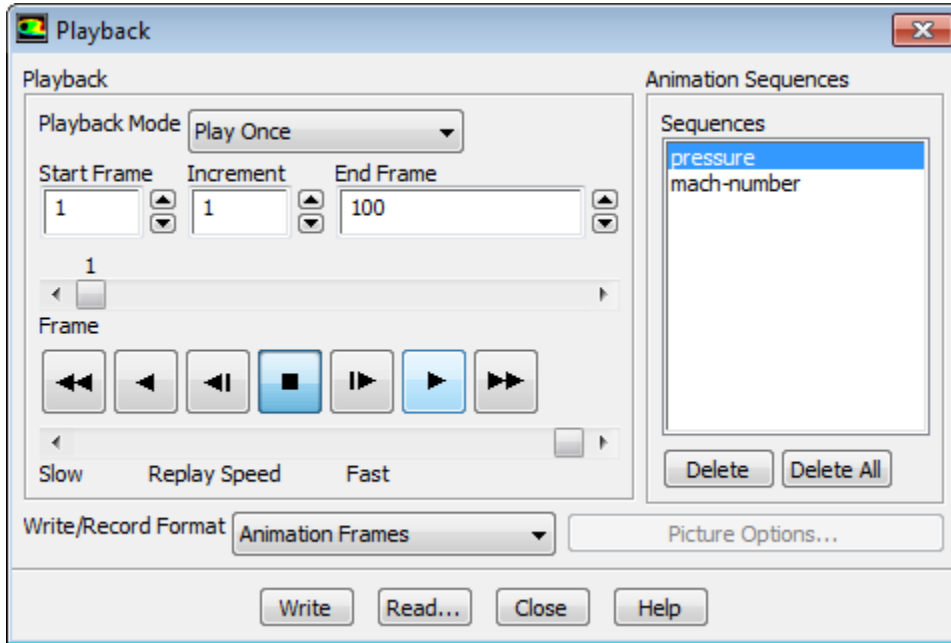 Playback
Playback
Animation Sequences
Playback Mode Play Once
Sequences
Start Frame Increment End Frame
pressure
1 1 100
mach-number
1
Frame
Slow Replay Speed Fast
Delete Delete All
Write/Record Format Animation Frames Picture Options...
Write Read... Close Help